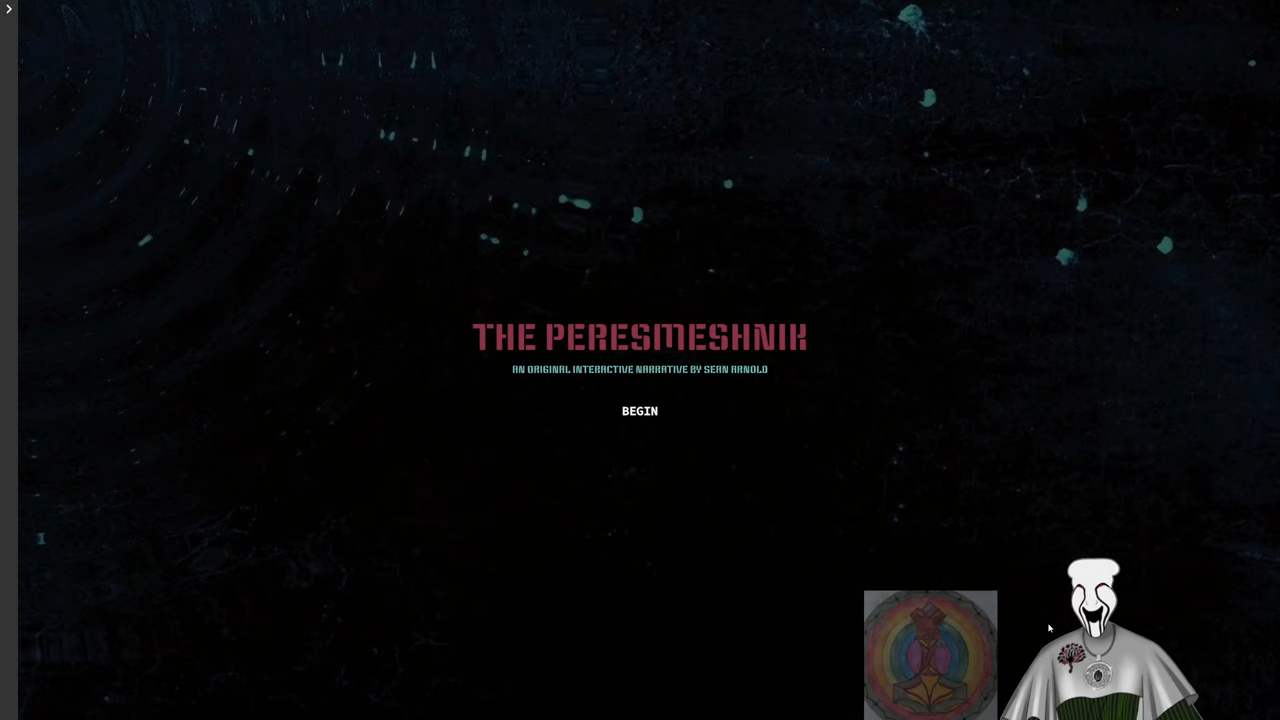 THE PERESMESHNIK
AN ORIGINAL INTERACTIVE NARRATIVE BY SEAN ARNOLD
BEGIN